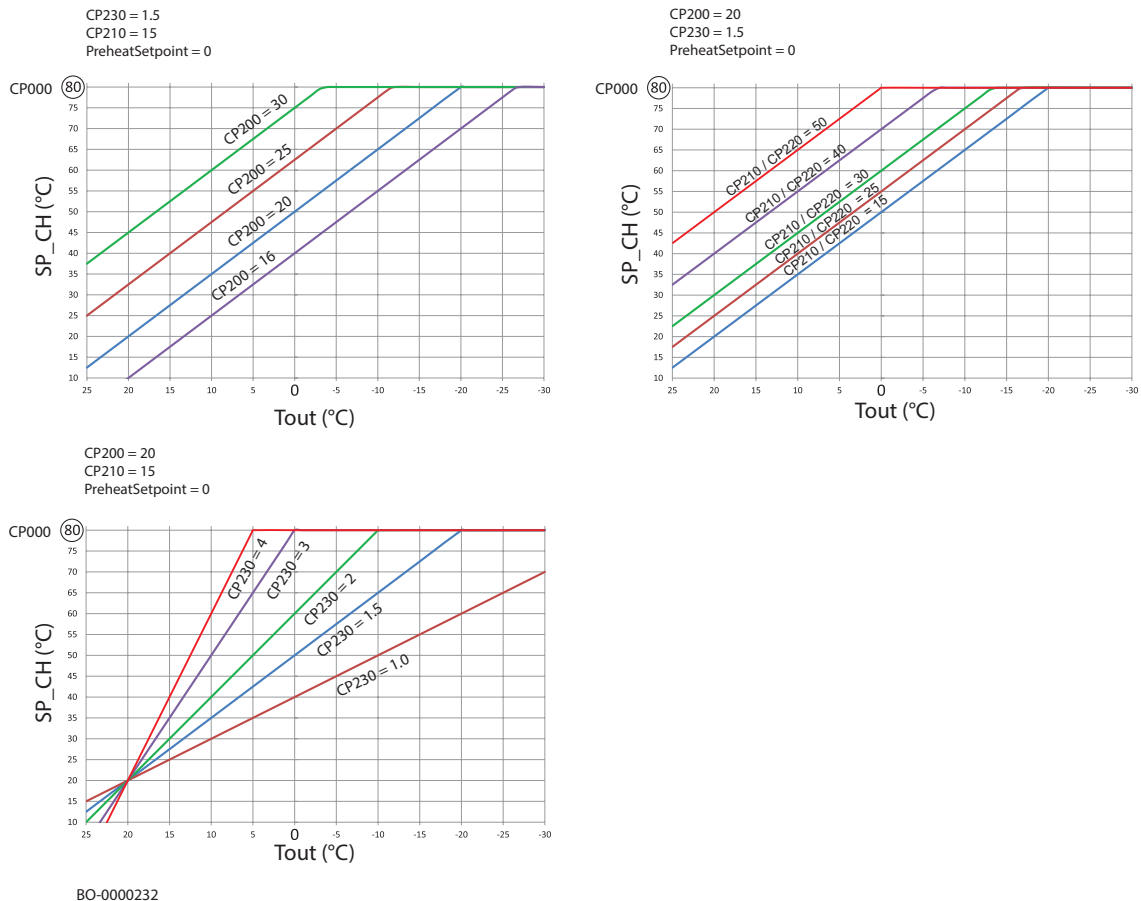 CP230 = 1.5
CP210 = 15
PreheatSetpoint = 0
CP000 80
75
70
65
60
55
50
45
40
35
30
25
20
15
10
SP_CH (°C)
CP200 = 30
CP200 = 25
CP200 = 20
CP200 = 16
25 20 15 10 5 0 -5 -10 -15 -20 -25 -30
Tout (°C)
CP200 = 20
CP230 = 1.5
PreheatSetpoint = 0
CP000 80
75
70
65
60
55
50
45
40
35
30
25
20
15
10
SP_CH (°C)
CP210 / CP220 = 50
CP210 / CP220 = 40
CP210 / CP220 = 30
CP210 / CP220 = 25
CP210 / CP220 = 15
25 20 15 10 5 0 -5 -10 -15 -20 -25 -30
Tout (°C)
CP200 = 20
CP210 = 15
PreheatSetpoint = 0
CP000 80
75
70
65
60
55
50
45
40
35
30
20
15
10
SP_CH (°C)
CP230 = 4
CP230 = 3
CP230 = 2
CP230 = 1.5
CP230 = 1.0
25 20 15 10 5 0 -5 -10 -15 -20 -25 -30
Tout (°C)
BO-0000232